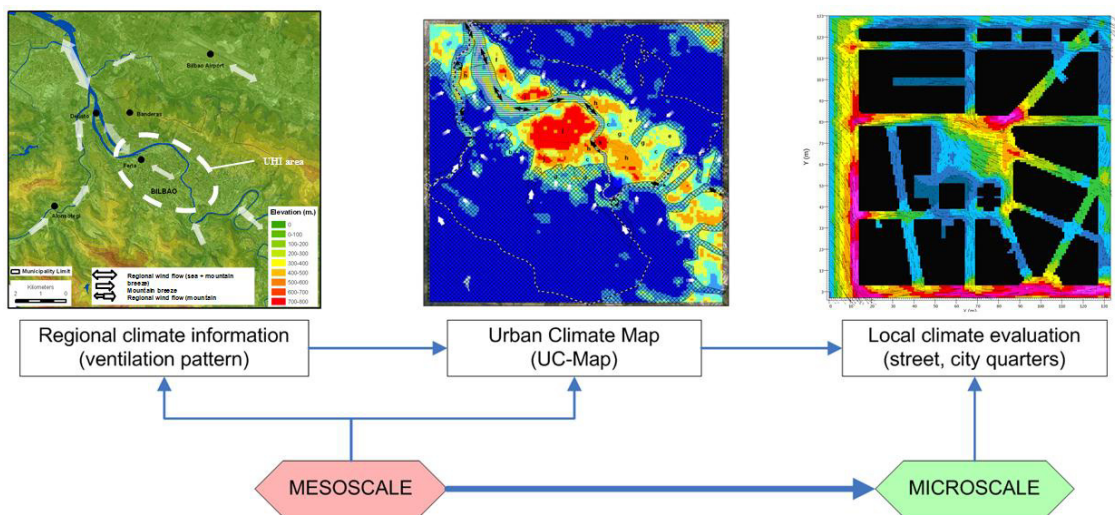 Bilbao Airport
Banderas
Deusto
UHI area
Feria
BILBAO
Elevation (m.)
0
0-100
100-200
200-300
300-400
400-500
500-600
600-700
700-800
Municipality Limit
Kilometers
Regional wind flow (sea + mountain
breeze)
Mountain breeze
Regional wind flow (mountain
Y (m)
Regional climate information
(ventilation pattern)
Urban Climate Map
(UC-Map)
Local climate evaluation
(street, city quarters)
MESOSCALE
MICROSCALE